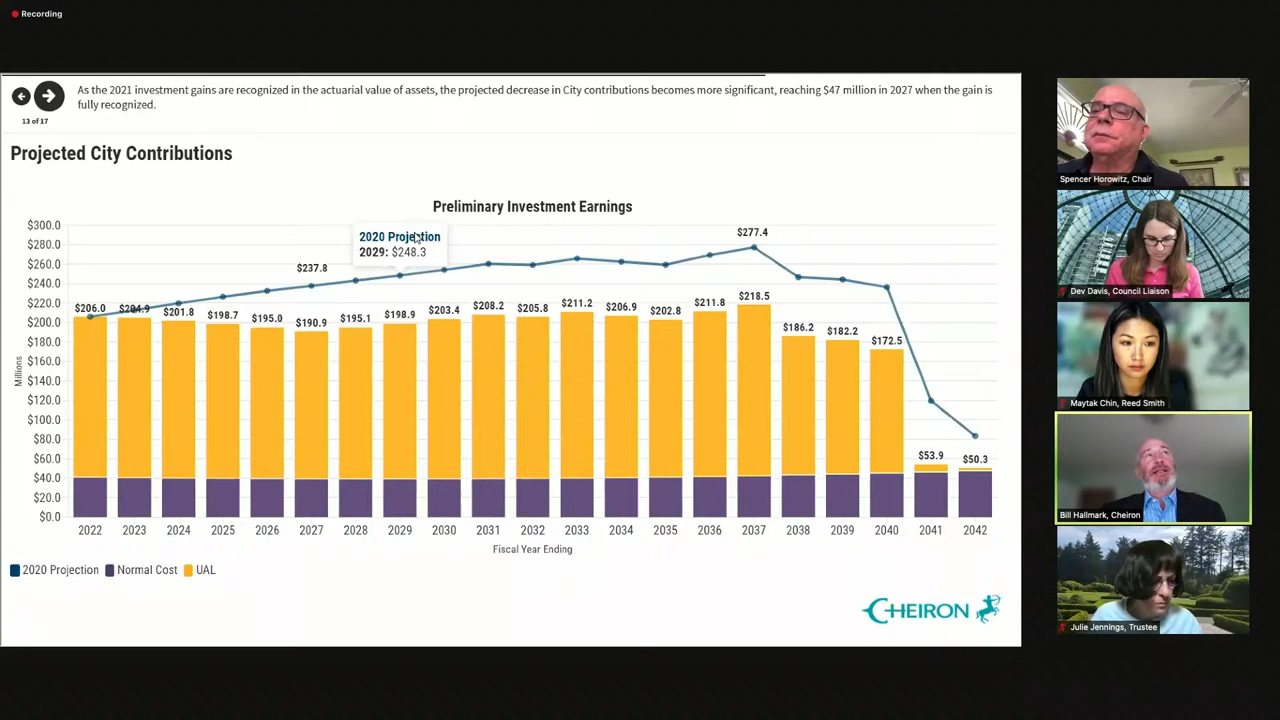 Recording
As the 2021 investment gains are recognized in the actuarial value of assets, the projected decrease in City contributions becomes more significant, reaching $47 million in 2027 when the gain is
fully recognized.
13 of 17
Projected City Contributions
Preliminary Investment Earnings
$300.0
$280.0
$260.0
$240.0
$220.0
$200.0
$180.0
$160.0
$140.0
$120.0
$100.0
$80.0
$60.0
$40.0
$20.0
$0.0
Millions
2020 Projection
2029: $248.3
$237.8
$277.4
$206.0 $204.9 $201.8 $198.7 $195.0 $190.9 $195.1 $198.9 $203.4 $208.2 $205.8 $211.2 $206.9 $202.8 $211.8 $218.5 $186.2 $182.2 $172.5 $53.9 $50.3
2022 2023 2024 2025 2026 2027 2028 2029 2030 2031 2032 2033 2034 2035 2036 2037 2038 2039 2040 2041 2042
Fiscal Year Ending
2020 Projection Normal Cost UAL
CHEIRON
Spencer Horowitz, Chair
Dev Davis, Council Liaison
Maytak Chin, Reed Smith
Bill Hallmark, Cheiron
Julie Jennings, Trustee